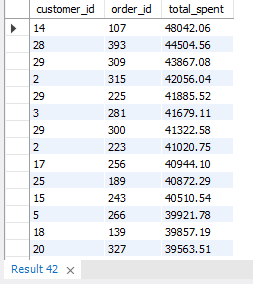 customer_id order_id total_spent
14 107 48042.06
28 393 44504.56
29 309 43867.08
2 315 42056.04
29 225 41885.52
3 281 41679.11
29 300 41322.58
2 223 41020.75
17 256 40944.10
25 189 40872.29
15 243 40510.54
5 266 39921.78
18 139 39857.19
20 327 39563.51
Result 42 ×